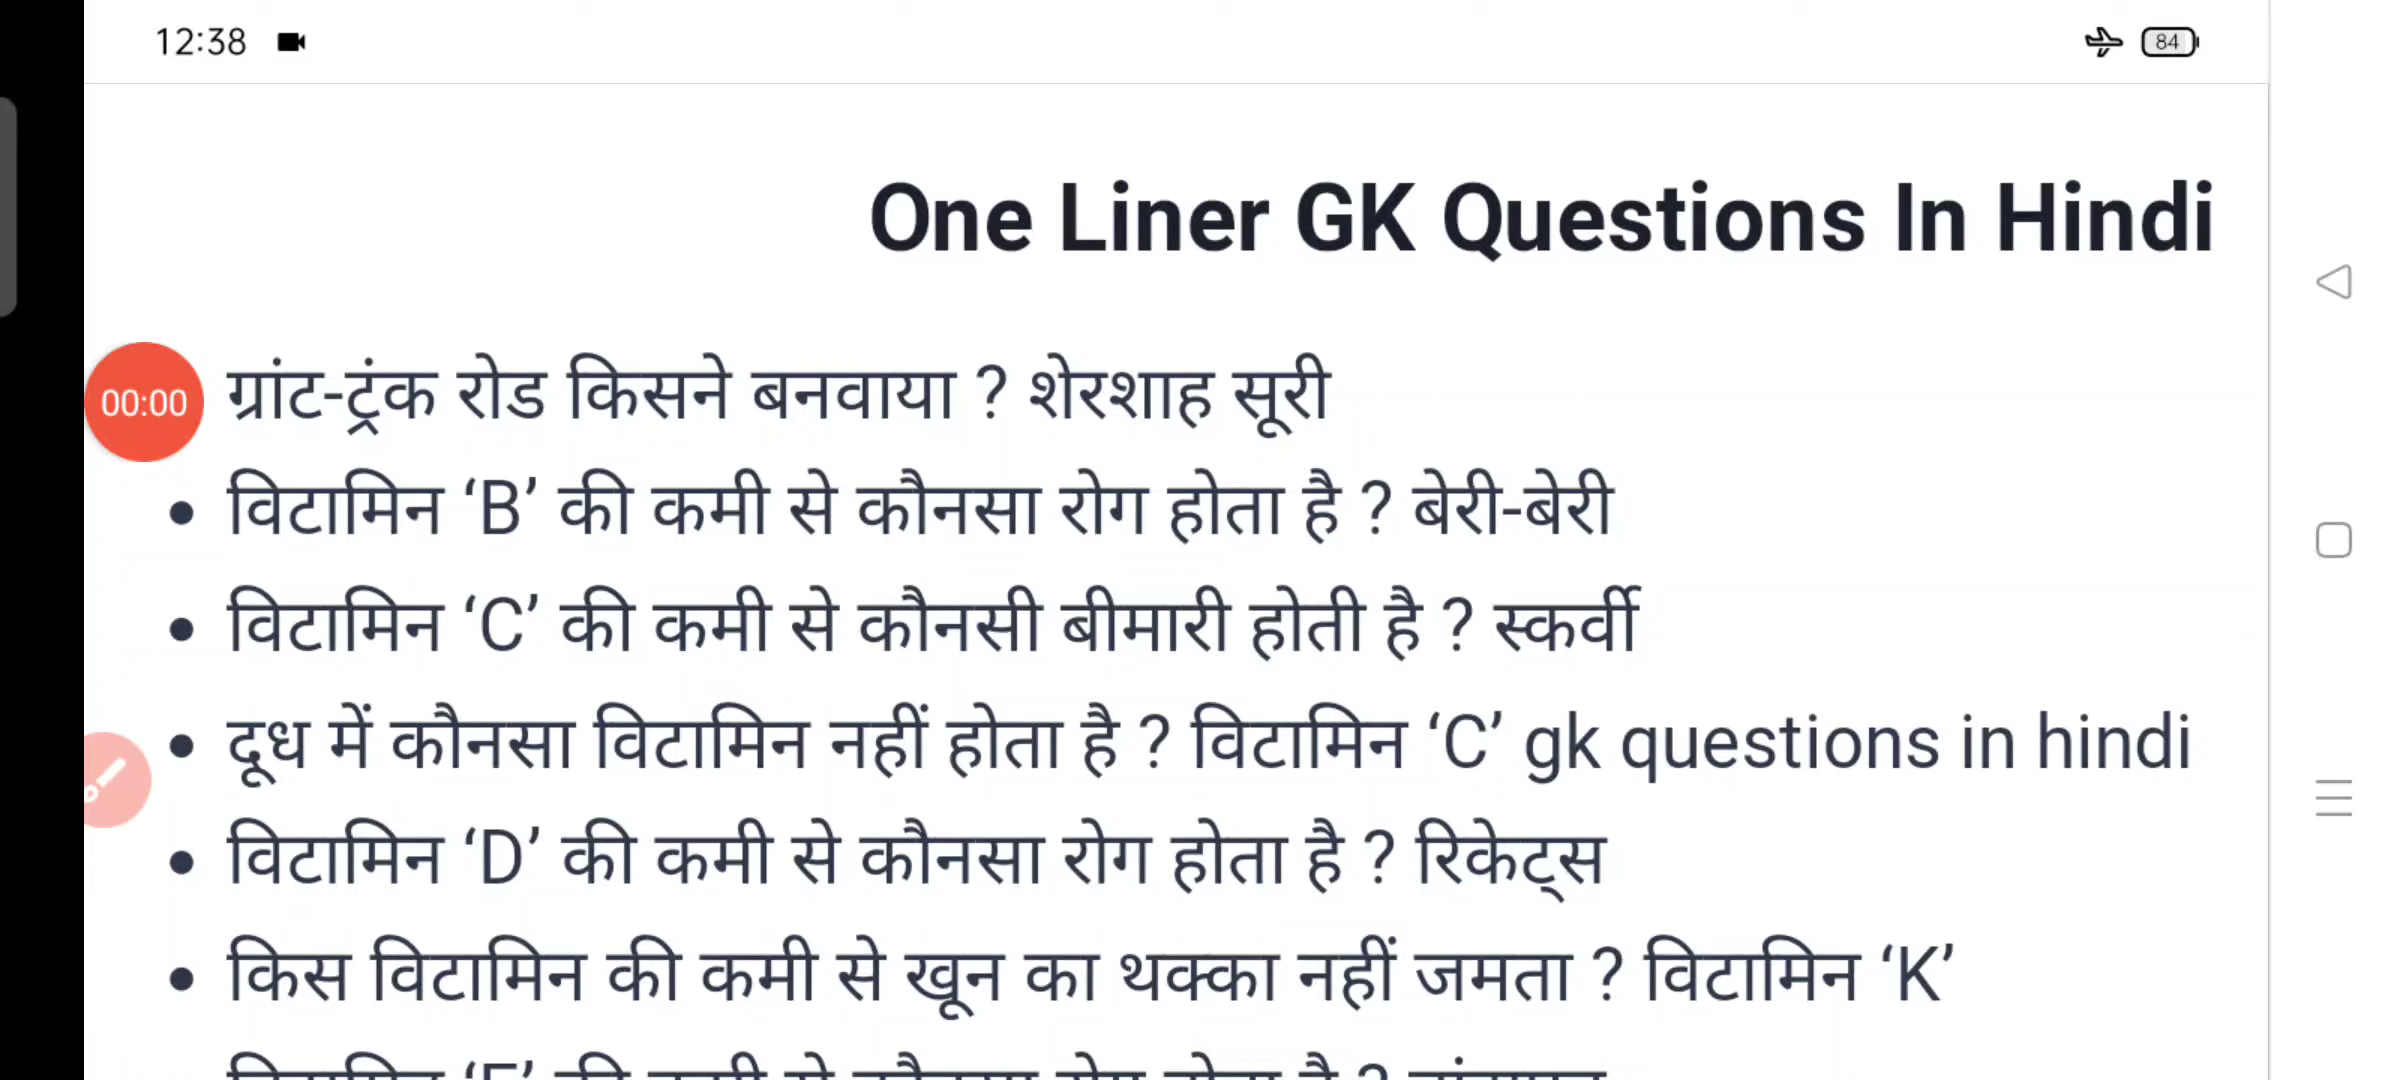 12:38
84
One Liner GK Questions In Hindi
00:00
ग्रांट-ट्रंक रोड किसने बनवाया ? शेरशाह सूरी
विटामिन ‘B’ की कमी से कौनसा रोग होता है ? बेरी-बेरी
विटामिन ‘C’ की कमी से कौनसी बीमारी होती है ? स्कर्वी
दूध में कौनसा विटामिन नहीं होता है ? विटामिन ‘C’ gk questions in hindi
विटामिन ‘D’ की कमी से कौनसा रोग होता है ? रिकेट्स
किस विटामिन की कमी से खून का थक्का नहीं जमता ? विटामिन ‘K’